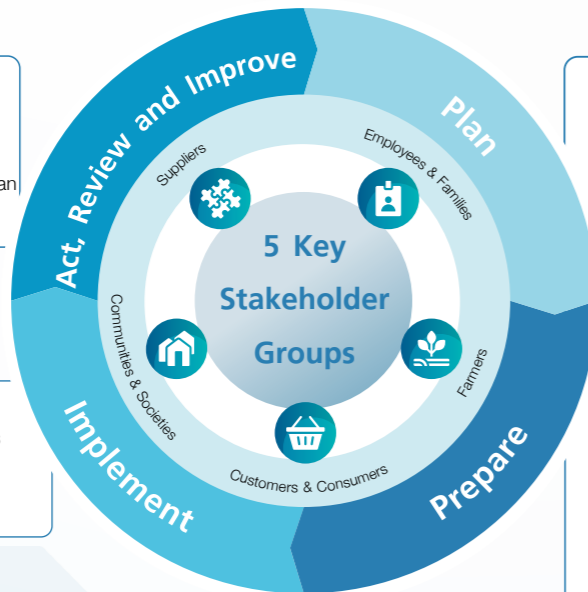 Act, Review and Improve
Plan
Suppliers
Employees & Families
an
5 Key
Stakeholder
Groups
Communities & Societies
Farmers
Customers & Consumers
Implement
Prepare